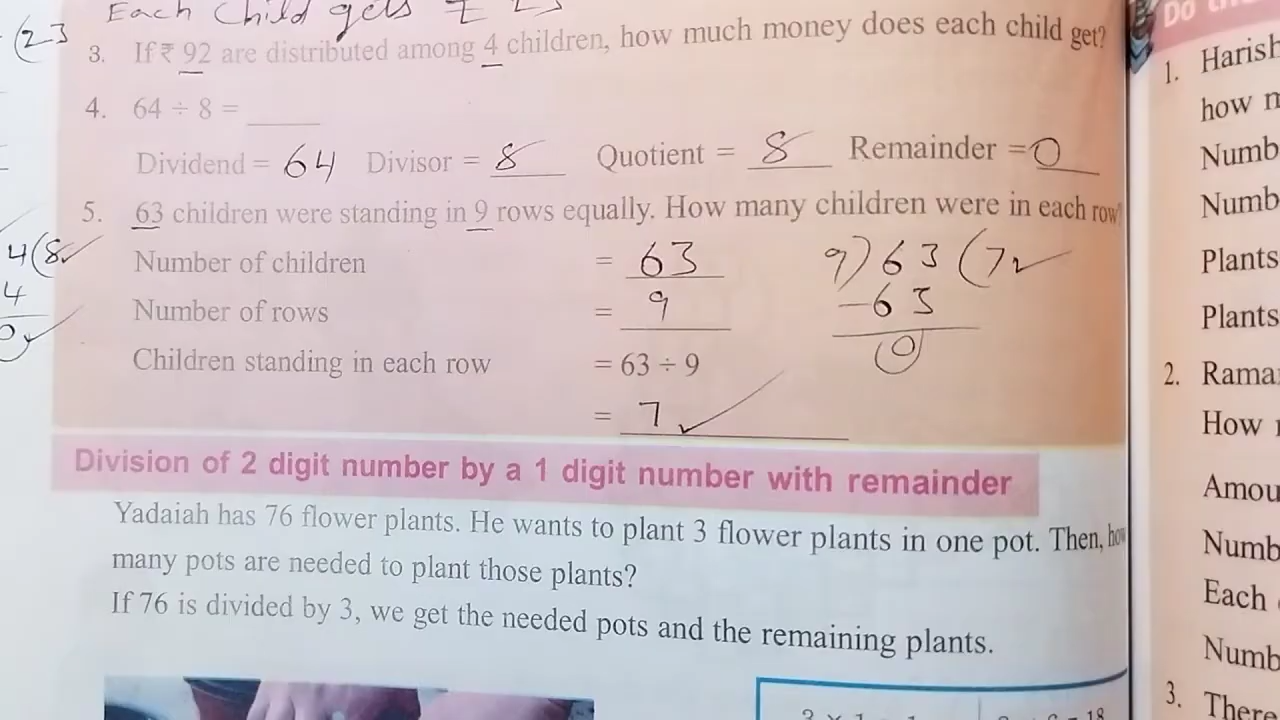 Each Child gets ₹ 23
(23
3. If ₹ 92 are distributed among 4 children, how much money does each child get?
4. 64 ÷ 8 = ______
Dividend = 64 Divisor = 8 Quotient = 8 Remainder = 0
5. 63 children were standing in 9 rows equally. How many children were in each row?
4(8
Number of children = 63
9)63(7
4
-63
Number of rows = 9
0
0
Children standing in each row = 63 ÷ 9
= 7
Division of 2 digit number by a 1 digit number with remainder
Yadaiah has 76 flower plants. He wants to plant 3 flower plants in one pot. Then, how
many pots are needed to plant those plants?
If 76 is divided by 3, we get the needed pots and the remaining plants.
Do
1. Harish
how
Numb
Numb
Plants
Plants
2. Rama
How
Amou
Numb
Each
Numb
3. There